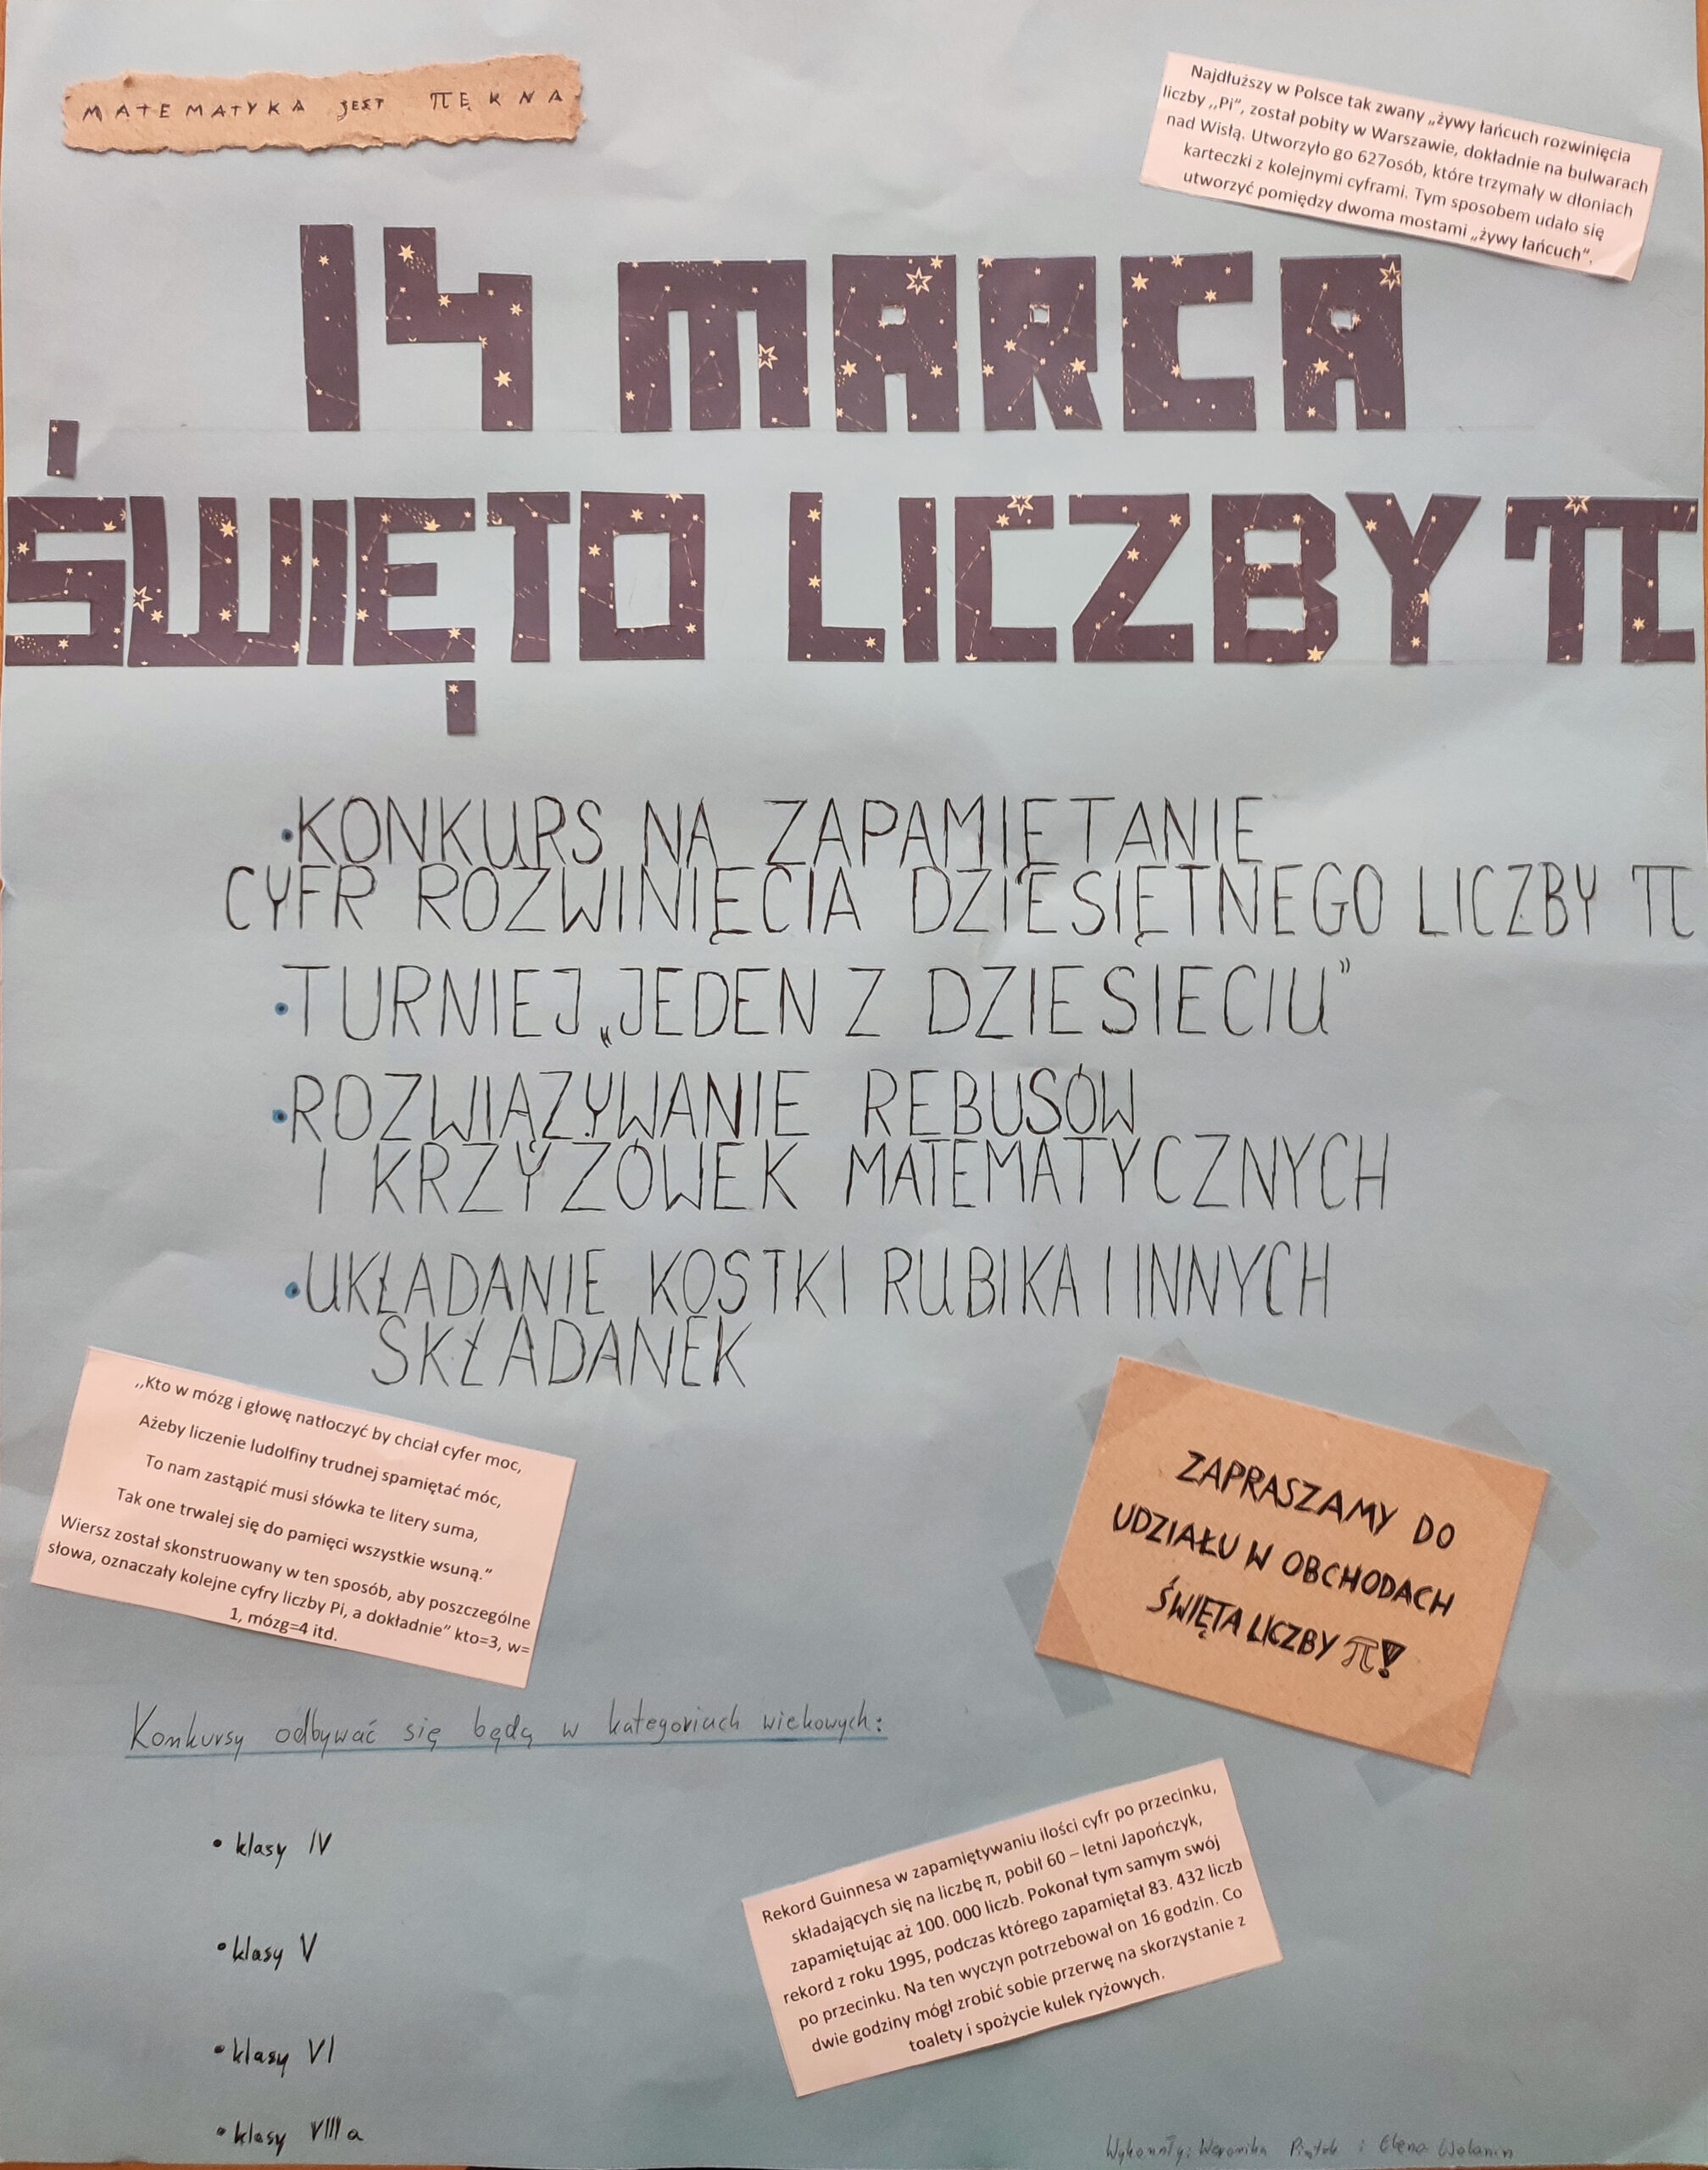 MATEMATYKA JEST πĘKNA
Najdłuższy w Polsce tak zwany „żywy łańcuch rozwinięcia
liczby ,,Pi”, został pobity w Warszawie, dokładnie na bulwarach
nad Wisłą. Utworzyło go 627osób, które trzymały w dłoniach
karteczki z kolejnymi cyframi. Tym sposobem udało się
utworzyć pomiędzy dwoma mostami „żywy łańcuch”.
14 MARCA
ŚWIĘTO LICZBY π
•KONKURS NA ZAPAMIĘTANIE
CYFR ROZWINIĘCIA DZIESIĘTNEGO LICZBY π
•TURNIEJ „JEDEN Z DZIESIECIU”
•ROZWIĄZYWANIE REBUSÓW
I KRZYŻÓWEK MATEMATYCZNYCH
•UKŁADANIE KOSTKI RUBIKA I INNYCH
SKŁADANEK
,,Kto w mózg i głowę natłoczyć by chciał cyfer moc,
Ażeby liczenie ludolfiny trudnej spamiętać móc,
To nam zastąpić musi słówka te litery suma,
Tak one trwalej się do pamięci wszystkie wsuną.”
Wiersz został skonstruowany w ten sposób, aby poszczególne
słowa, oznaczały kolejne cyfry liczby Pi, a dokładnie” kto=3, w=
1, mózg=4 itd.
ZAPRASZAMY DO
UDZIAŁU W OBCHODACH
ŚWIĘTA LICZBY π!
Konkursy odbywać się będą w kategoriach wiekowych:
• klasy IV
• klasy V
• klasy VI
• klasy VIII a
Rekord Guinnesa w zapamiętywaniu ilości cyfr po przecinku,
składających się na liczbę π, pobił 60 – letni Japończyk,
zapamiętując aż 100. 000 liczb. Pokonał tym samym swój
rekord z roku 1995, podczas którego zapamiętał 83. 432 liczb
po przecinku. Na ten wyczyn potrzebował on 16 godzin. Co
dwie godziny mógł zrobić sobie przerwę na skorzystanie z
toalety i spożycie kulek ryżowych.
Wykonały: Weronika Piątek i Elena Wolanin